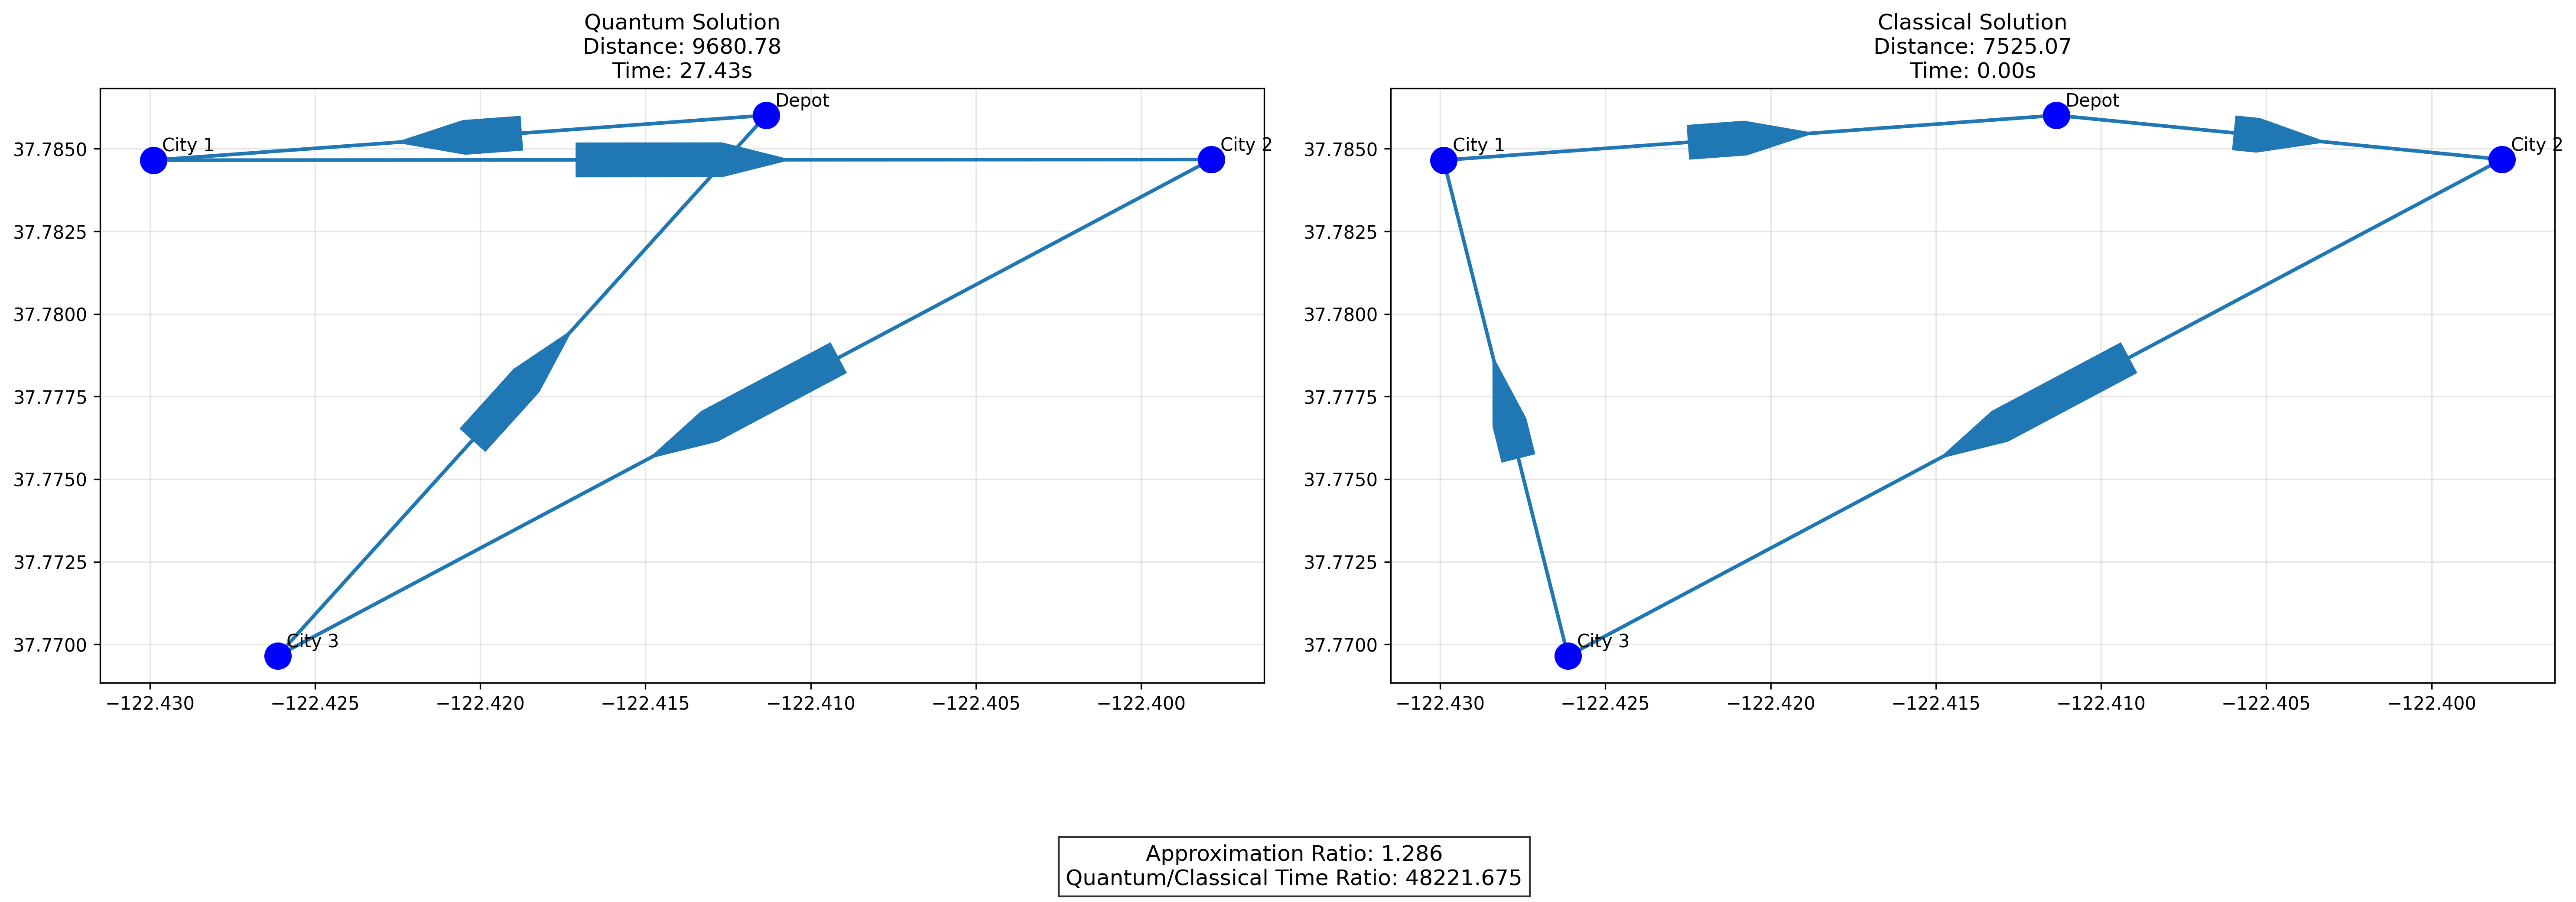 Quantum Solution
Distance: 9680.78
Time: 27.43s
Depot
City 1
City 2
City 3
37.7850
37.7825
37.7800
37.7775
37.7750
37.7725
37.7700
−122.430
−122.425
−122.420
−122.415
−122.410
−122.405
−122.400
Classical Solution
Distance: 7525.07
Time: 0.00s
Depot
City 1
City 2
City 3
37.7850
37.7825
37.7800
37.7775
37.7750
37.7725
37.7700
−122.430
−122.425
−122.420
−122.415
−122.410
−122.405
−122.400
Approximation Ratio: 1.286
Quantum/Classical Time Ratio: 48221.675